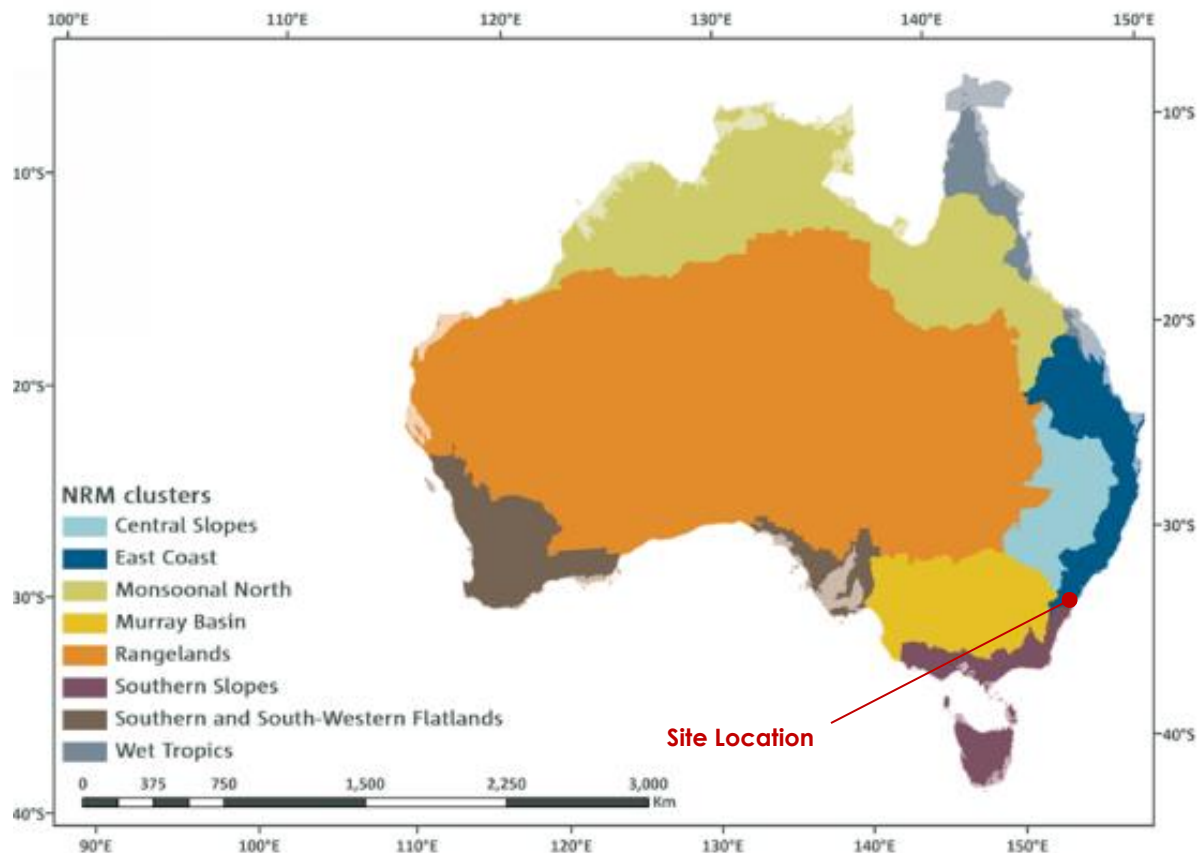 100°E 110°E 120°E 130°E 140°E 150°E
10°S
10°S
20°S
20°S
NRM clusters
Central Slopes
East Coast
30°S
Monsoonal North
30°S
Murray Basin
Rangelands
Southern Slopes
Southern and South-Western Flatlands
Site Location
40°S
Wet Tropics
0 375 750 1,500 2,250 3,000
Km
40°S
90°E 100°E 110°E 120°E 130°E 140°E 150°E